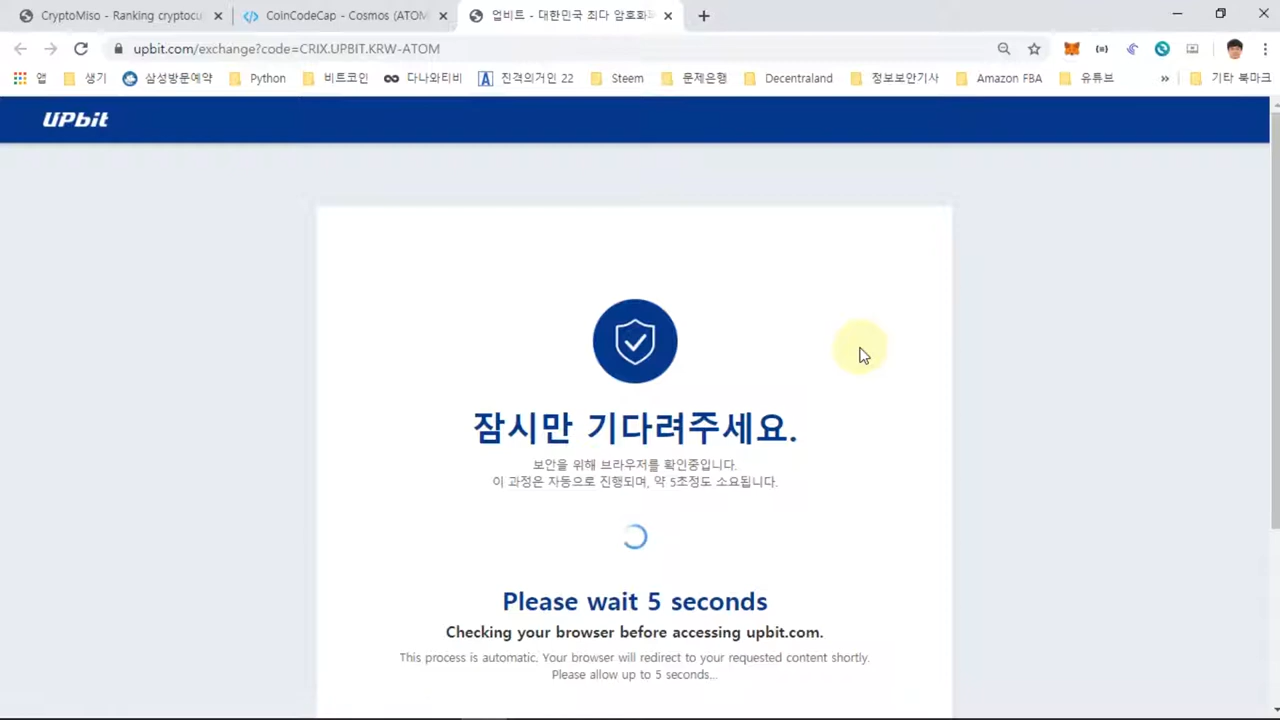 CryptoMiso - Ranking cryptocu
CoinCodeCap - Cosmos (ATOM
업비트 - 대한민국 최다 암호화폐
upbit.com/exchange?code=CRIX.UPBIT.KRW-ATOM
앱
생기
삼성방문예약
Python
비트코인
다나와티비
진격의거인 22
Steem
문제은행
Decentraland
정보보안기사
Amazon FBA
유튜브
»
기타 북마크
UPbit
잠시만 기다려주세요.
보안을 위해 브라우저를 확인중입니다.
이 과정은 자동으로 진행되며, 약 5초정도 소요됩니다.
Please wait 5 seconds
Checking your browser before accessing upbit.com.
This process is automatic. Your browser will redirect to your requested content shortly.
Please allow up to 5 seconds...